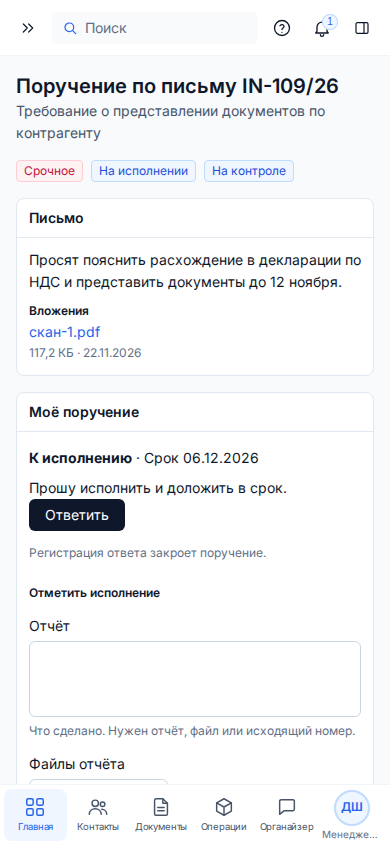 Поиск
1
Поручение по письму IN-109/26
Требование о представлении документов по
контрагенту
Срочное
На исполнении
На контроле
Письмо
Просят пояснить расхождение в декларации по
НДС и представить документы до 12 ноября.
Вложения
скан-1.pdf
117,2 КБ · 22.11.2026
Моё поручение
К исполнению · Срок 06.12.2026
Прошу исполнить и доложить в срок.
Ответить
Регистрация ответа закроет поручение.
Отметить исполнение
Отчёт
Что сделано. Нужен отчёт, файл или исходящий номер.
Файлы отчёта
Главная
Контакты
Документы
Операции
Органайзер
ДШ
Менедже...